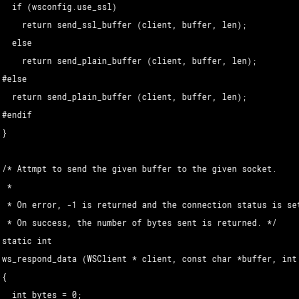 if (wsconfig.use_ssl)
return send_ssl_buffer (client, buffer, len);
else
return send_plain_buffer (client, buffer, len);
#else
return send_plain_buffer (client, buffer, len);
#endif
}
/* Attmpt to send the given buffer to the given socket.
*
* On error, -1 is returned and the connection status is set
* On success, the number of bytes sent is returned. */
static int
ws_respond_data (WSClient * client, const char *buffer, int
{
int bytes = 0;